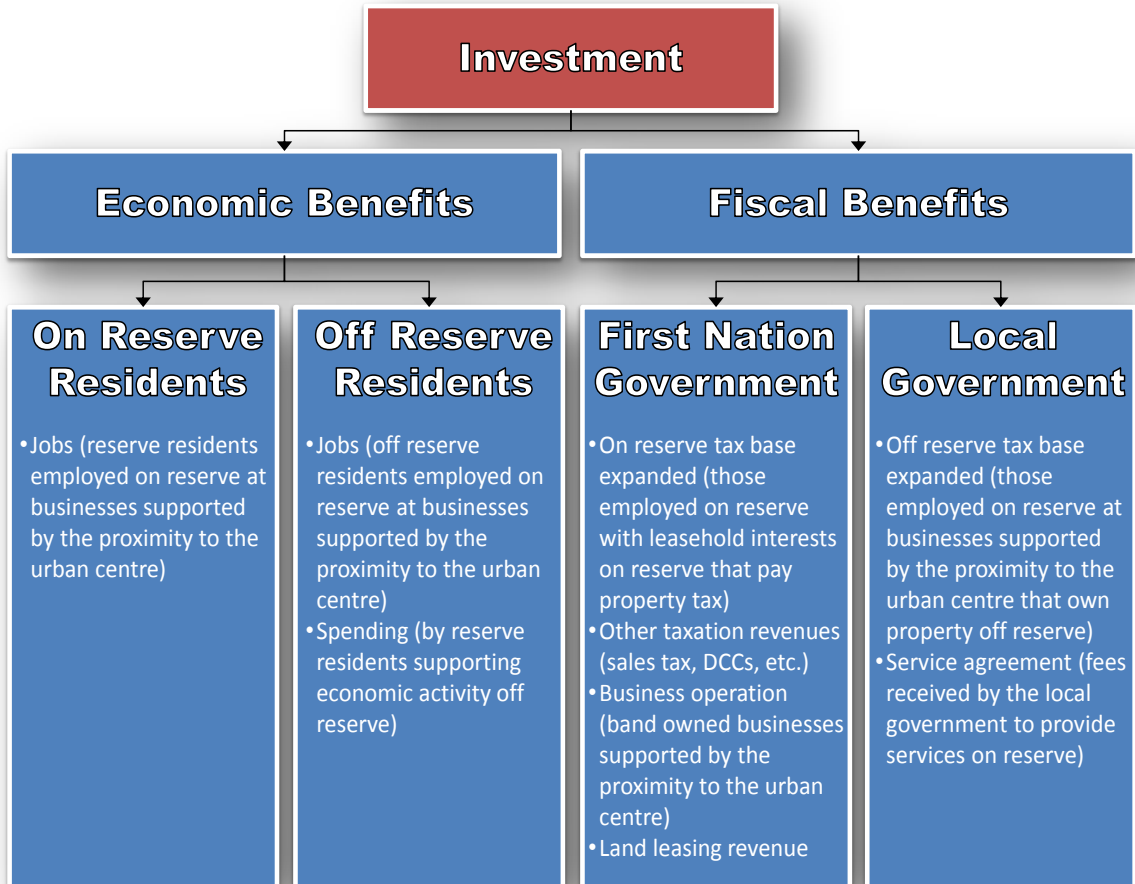 Investment
Economic Benefits
Fiscal Benefits
On Reserve
Residents
•Jobs (reserve residents
employed on reserve at
businesses supported
by the proximity to the
urban centre)
Off Reserve
Residents
•Jobs (off reserve
residents employed on
reserve at businesses
supported by the
proximity to the urban
centre)
•Spending (by reserve
residents supporting
economic activity off
reserve)
First Nation
Government
•On reserve tax base
expanded (those
employed on reserve
with leasehold interests
on reserve that pay
property tax)
•Other taxation revenues
(sales tax, DCCs, etc.)
•Business operation
(band owned businesses
supported by the
proximity to the urban
centre)
•Land leasing revenue
Local
Government
•Off reserve tax base
expanded (those
employed on reserve at
businesses supported
by the proximity to the
urban centre that own
property off reserve)
•Service agreement (fees
received by the local
government to provide
services on reserve)